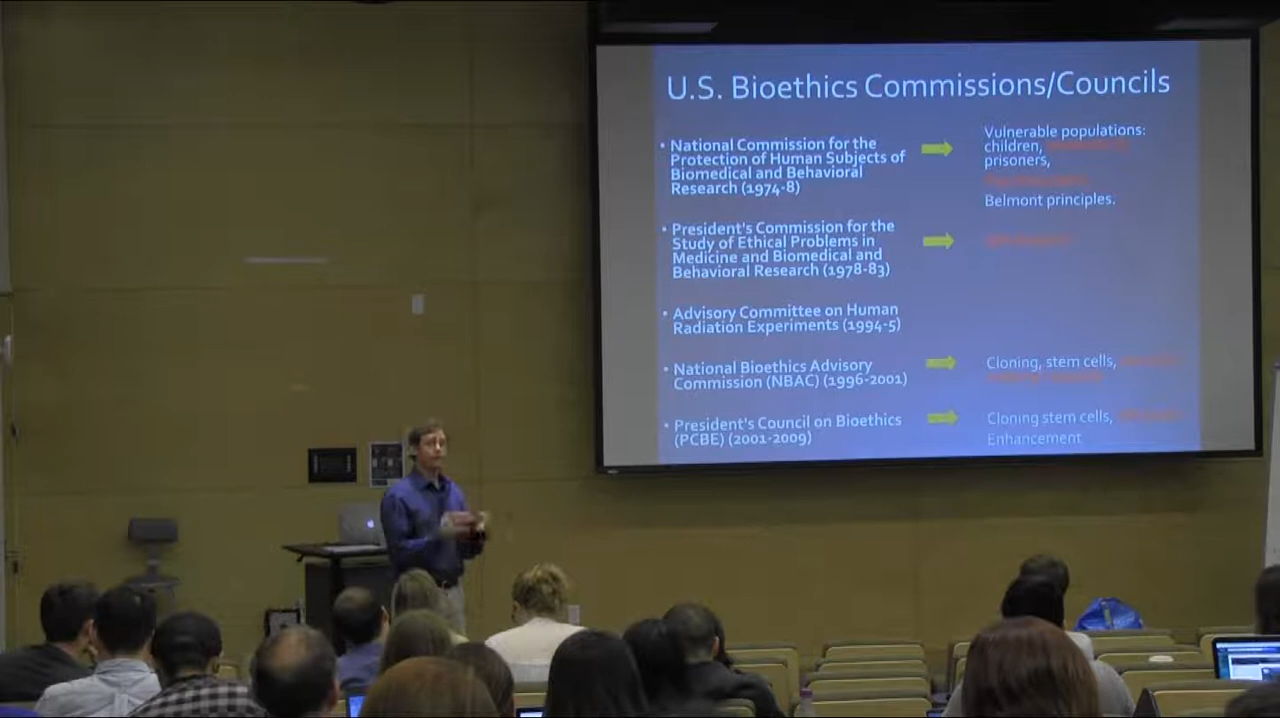 U.S. Bioethics Commissions/Councils
• National Commission for the
Protection of Human Subjects of
Biomedical and Behavioral
Research (1974-8)
Vulnerable populations:
children,
prisoners,
Belmont principles.
• President's Commission for the
Study of Ethical Problems in
Medicine and Biomedical and
Behavioral Research (1978-83)
• Advisory Committee on Human
Radiation Experiments (1994-5)
• National Bioethics Advisory
Commission (NBAC) (1996-2001)
Cloning, stem cells,
• President's Council on Bioethics
(PCBE) (2001-2009)
Cloning stem cells,
Enhancement